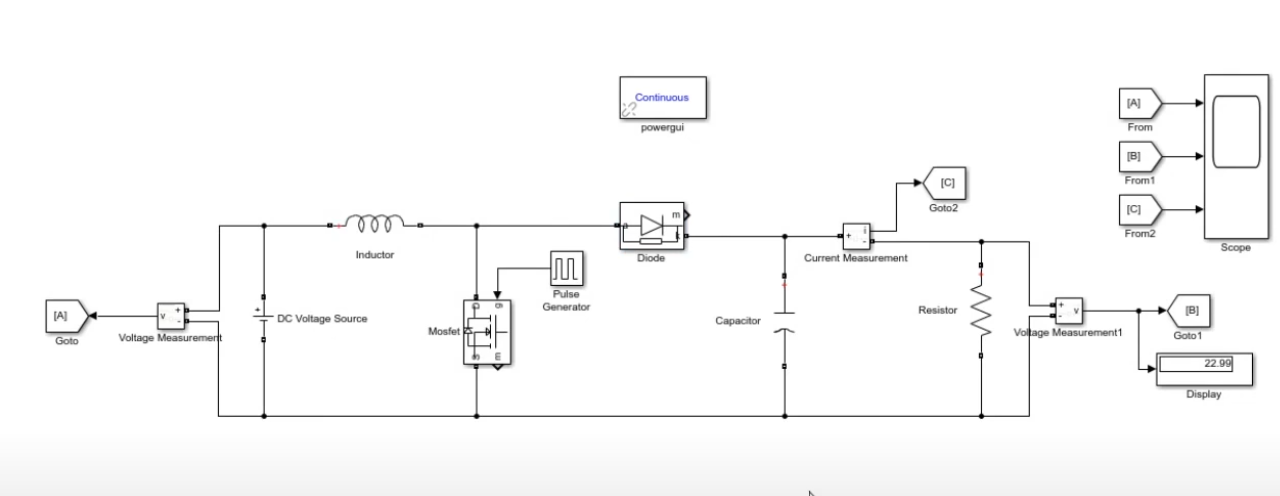 Continuous
powergui
[A]
From
[B]
From1
[C]
From2
Scope
[C]
Goto2
i
+
-
Current Measurement
m
a
k
Diode
Inductor
Pulse
Generator
g
D
S
m
Mosfet
+
DC Voltage Source
[A]
Goto
v
+
-
Voltage Measurement
Capacitor
Resistor
+
-
v
Voltage Measurement1
[B]
Goto1
22.99
Display